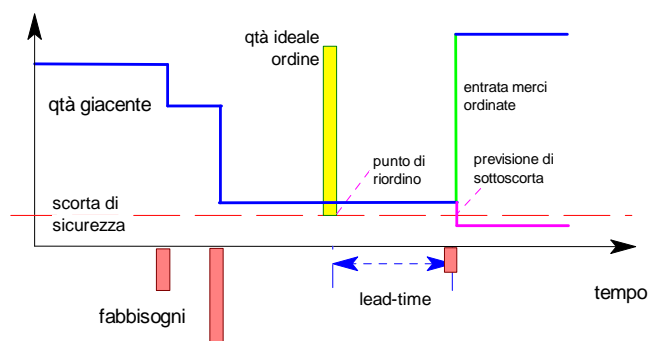 qtà ideale
ordine
qtà giacente
entrata merci
ordinate
punto di
riordino
previsione di
sottoscorta
scorta di
sicurezza
lead-time
tempo
fabbisogni